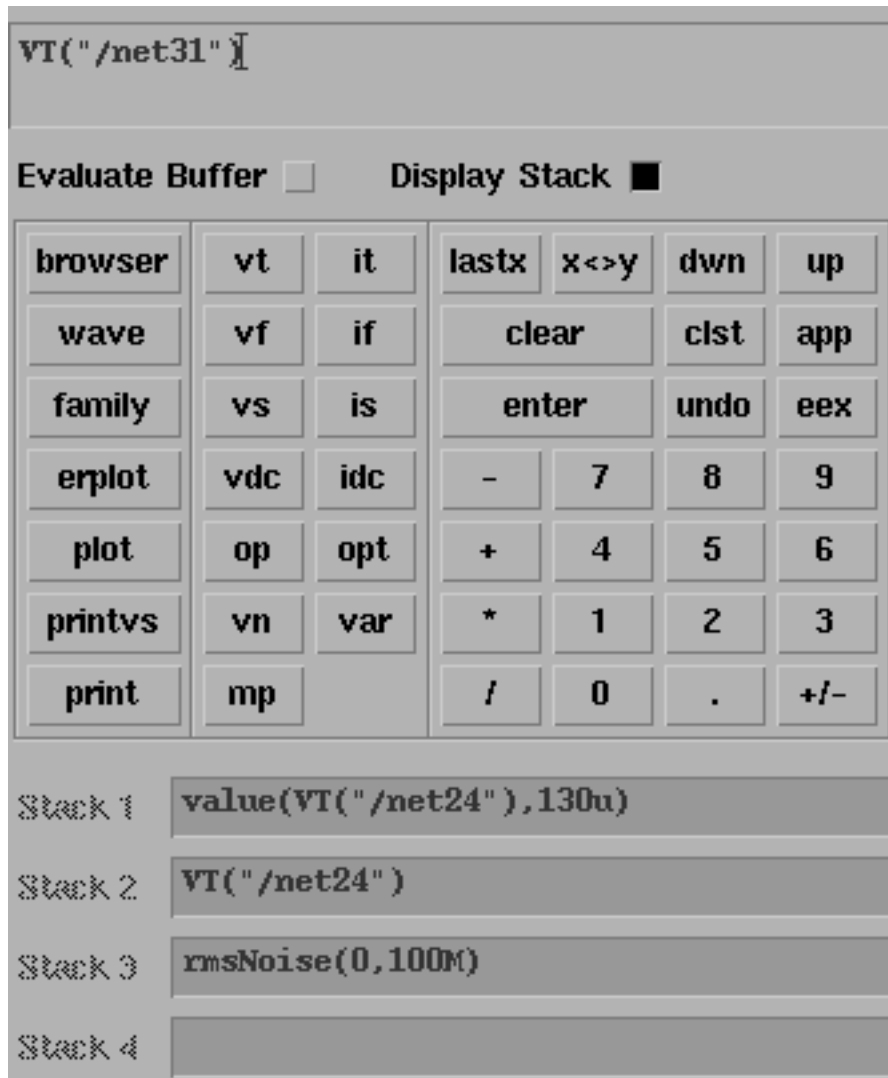 VT("/net31")
Evaluate Buffer Display Stack
browser vt it lastx x<>y dwn up
wave vf if clear clst app
family vs is enter undo eex
erplot vdc idc - 7 8 9
plot op opt + 4 5 6
printvs vn var * 1 2 3
print mp / 0 . +/-
Stack 1 value(VT("/net24"),130u)
Stack 2 VT("/net24")
Stack 3 rmsNoise(0,100M)
Stack 4